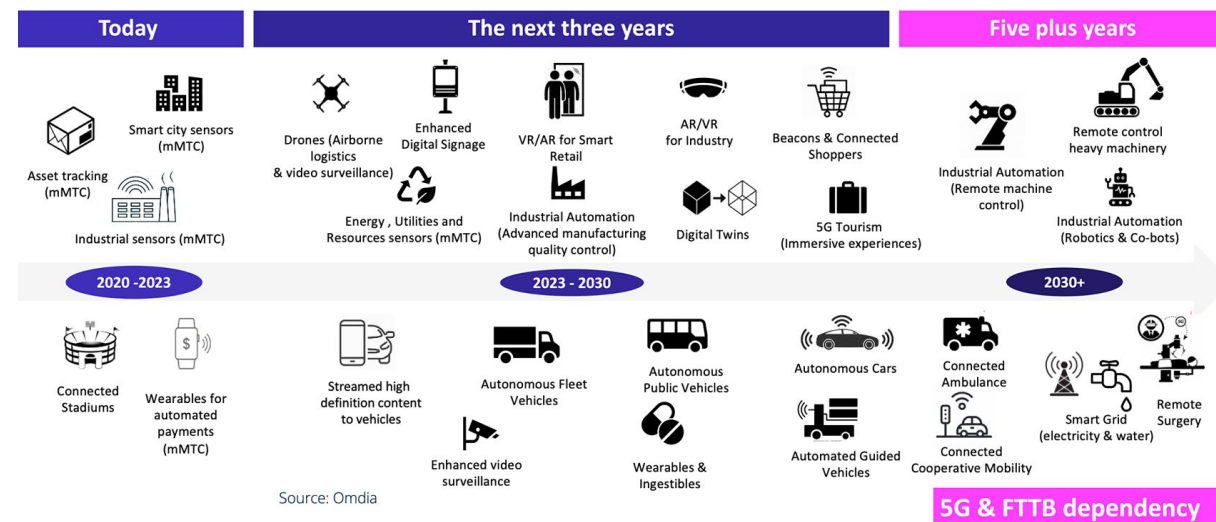 Today
The next three years
Five plus years
Asset tracking
(mMTC)
Smart city sensors
(mMTC)
Industrial sensors (mMTC)
Drones (Airborne
logistics
& video surveillance)
Enhanced
Digital Signage
Energy , Utilities and
Resources sensors (mMTC)
VR/AR for Smart
Retail
Industrial Automation
(Advanced manufacturing
quality control)
AR/VR
for Industry
Digital Twins
Beacons & Connected
Shoppers
5G Tourism
(Immersive experiences)
Industrial Automation
(Remote machine
control)
Remote control
heavy machinery
Industrial Automation
(Robotics & Co-bots)
2020 -2023
2023 - 2030
2030+
Connected
Stadiums
$
Wearables for
automated
payments
(mMTC)
Streamed high
definition content
to vehicles
Autonomous Fleet
Vehicles
Enhanced video
surveillance
Autonomous
Public Vehicles
Wearables &
Ingestibles
Autonomous Cars
Automated Guided
Vehicles
Connected
Ambulance
Connected
Cooperative Mobility
Smart Grid
(electricity & water)
Remote
Surgery
Source: Omdia
5G & FTTB dependency